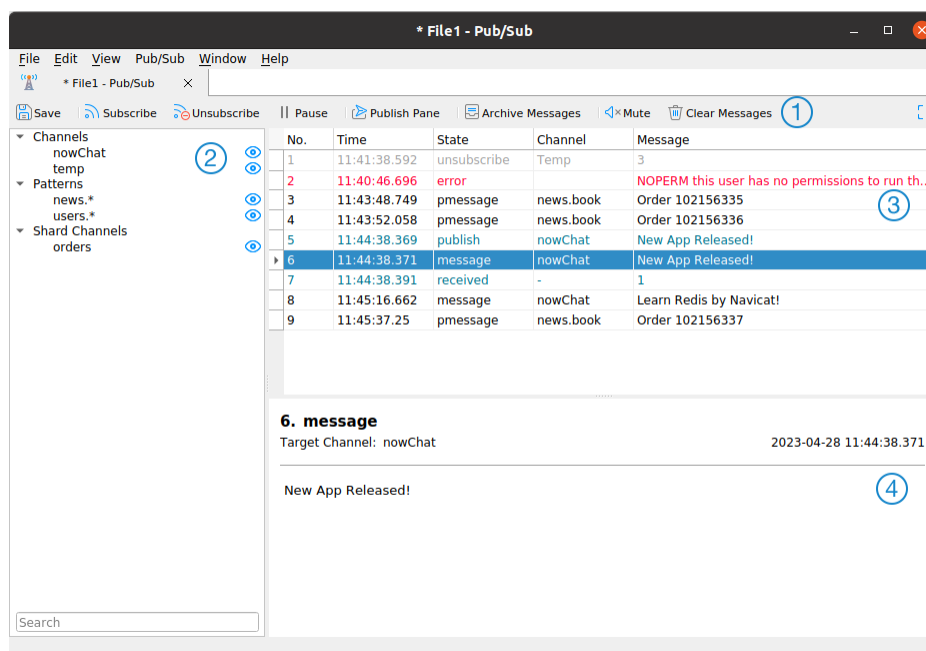 * File1 - Pub/Sub
File Edit View Pub/Sub Window Help
* File1 - Pub/Sub
Save Subscribe Unsubscribe Pause Publish Pane Archive Messages Mute Clear Messages 1
Channels
nowChat
temp
Patterns
news.*
users.*
Shard Channels
orders
2
Search
No. Time State Channel Message
1 11:41:38.592 unsubscribe Temp 3
2 11:40:46.696 error NOPERM this user has no permissions to run th...
3 11:43:48.749 pmessage news.book Order 102156335
4 11:43:52.058 pmessage news.book Order 102156336
5 11:44:38.369 publish nowChat New App Released!
6 11:44:38.371 message nowChat New App Released!
7 11:44:38.391 received - 1
8 11:45:16.662 message nowChat Learn Redis by Navicat!
9 11:45:37.25 pmessage news.book Order 102156337
3
6. message
Target Channel: nowChat 2023-04-28 11:44:38.371
New App Released!
4